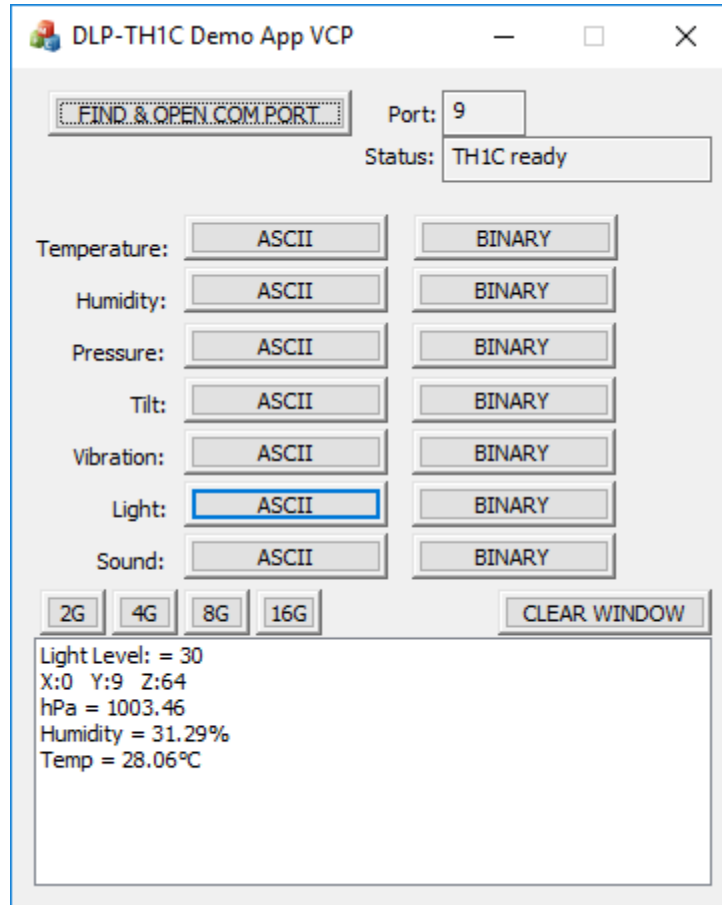 DLP-TH1C Demo App VCP
FIND & OPEN COM PORT Port: 9
Status: TH1C ready
Temperature: ASCII BINARY
Humidity: ASCII BINARY
Pressure: ASCII BINARY
Tilt: ASCII BINARY
Vibration: ASCII BINARY
Light: ASCII BINARY
Sound: ASCII BINARY
2G 4G 8G 16G CLEAR WINDOW
Light Level: = 30
X:0 Y:9 Z:64
hPa = 1003.46
Humidity = 31.29%
Temp = 28.06°C